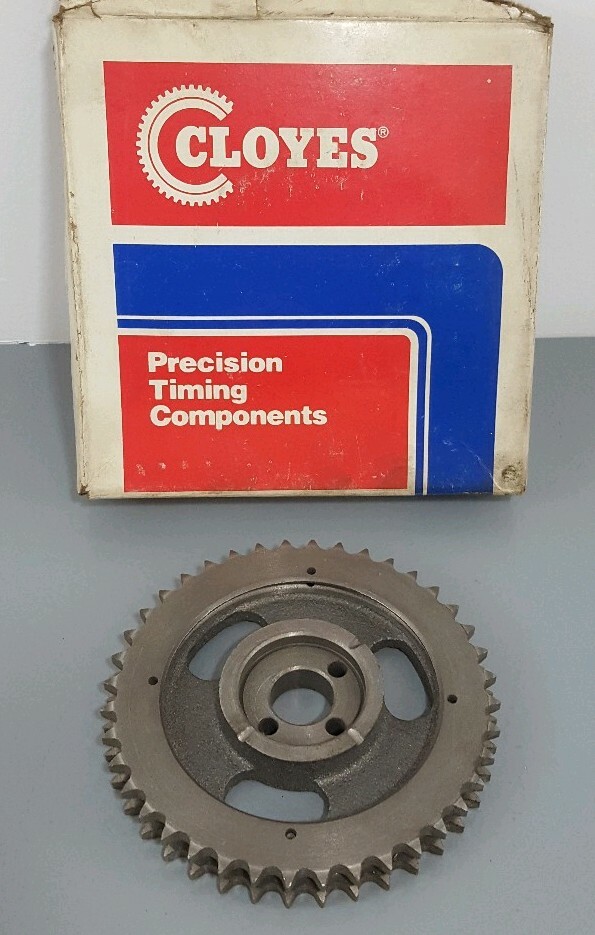 CLOYES®
Precision
Timing
Components